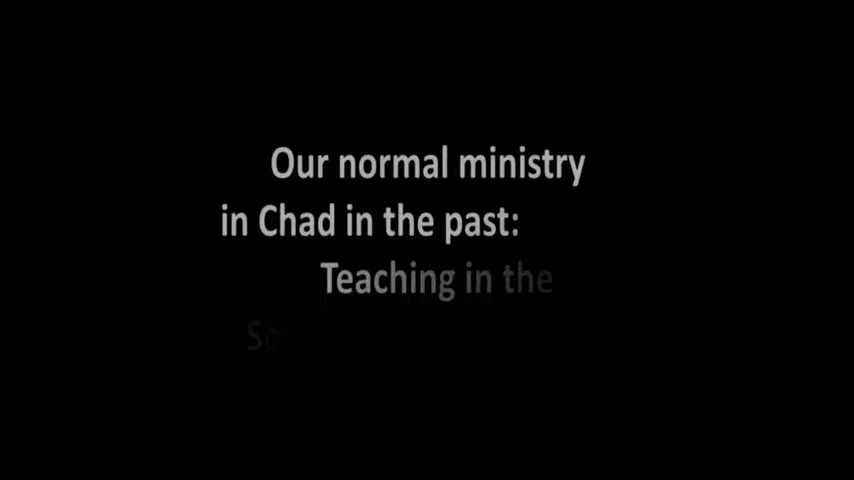 Our normal ministry
in Chad in the past:
Teaching in the